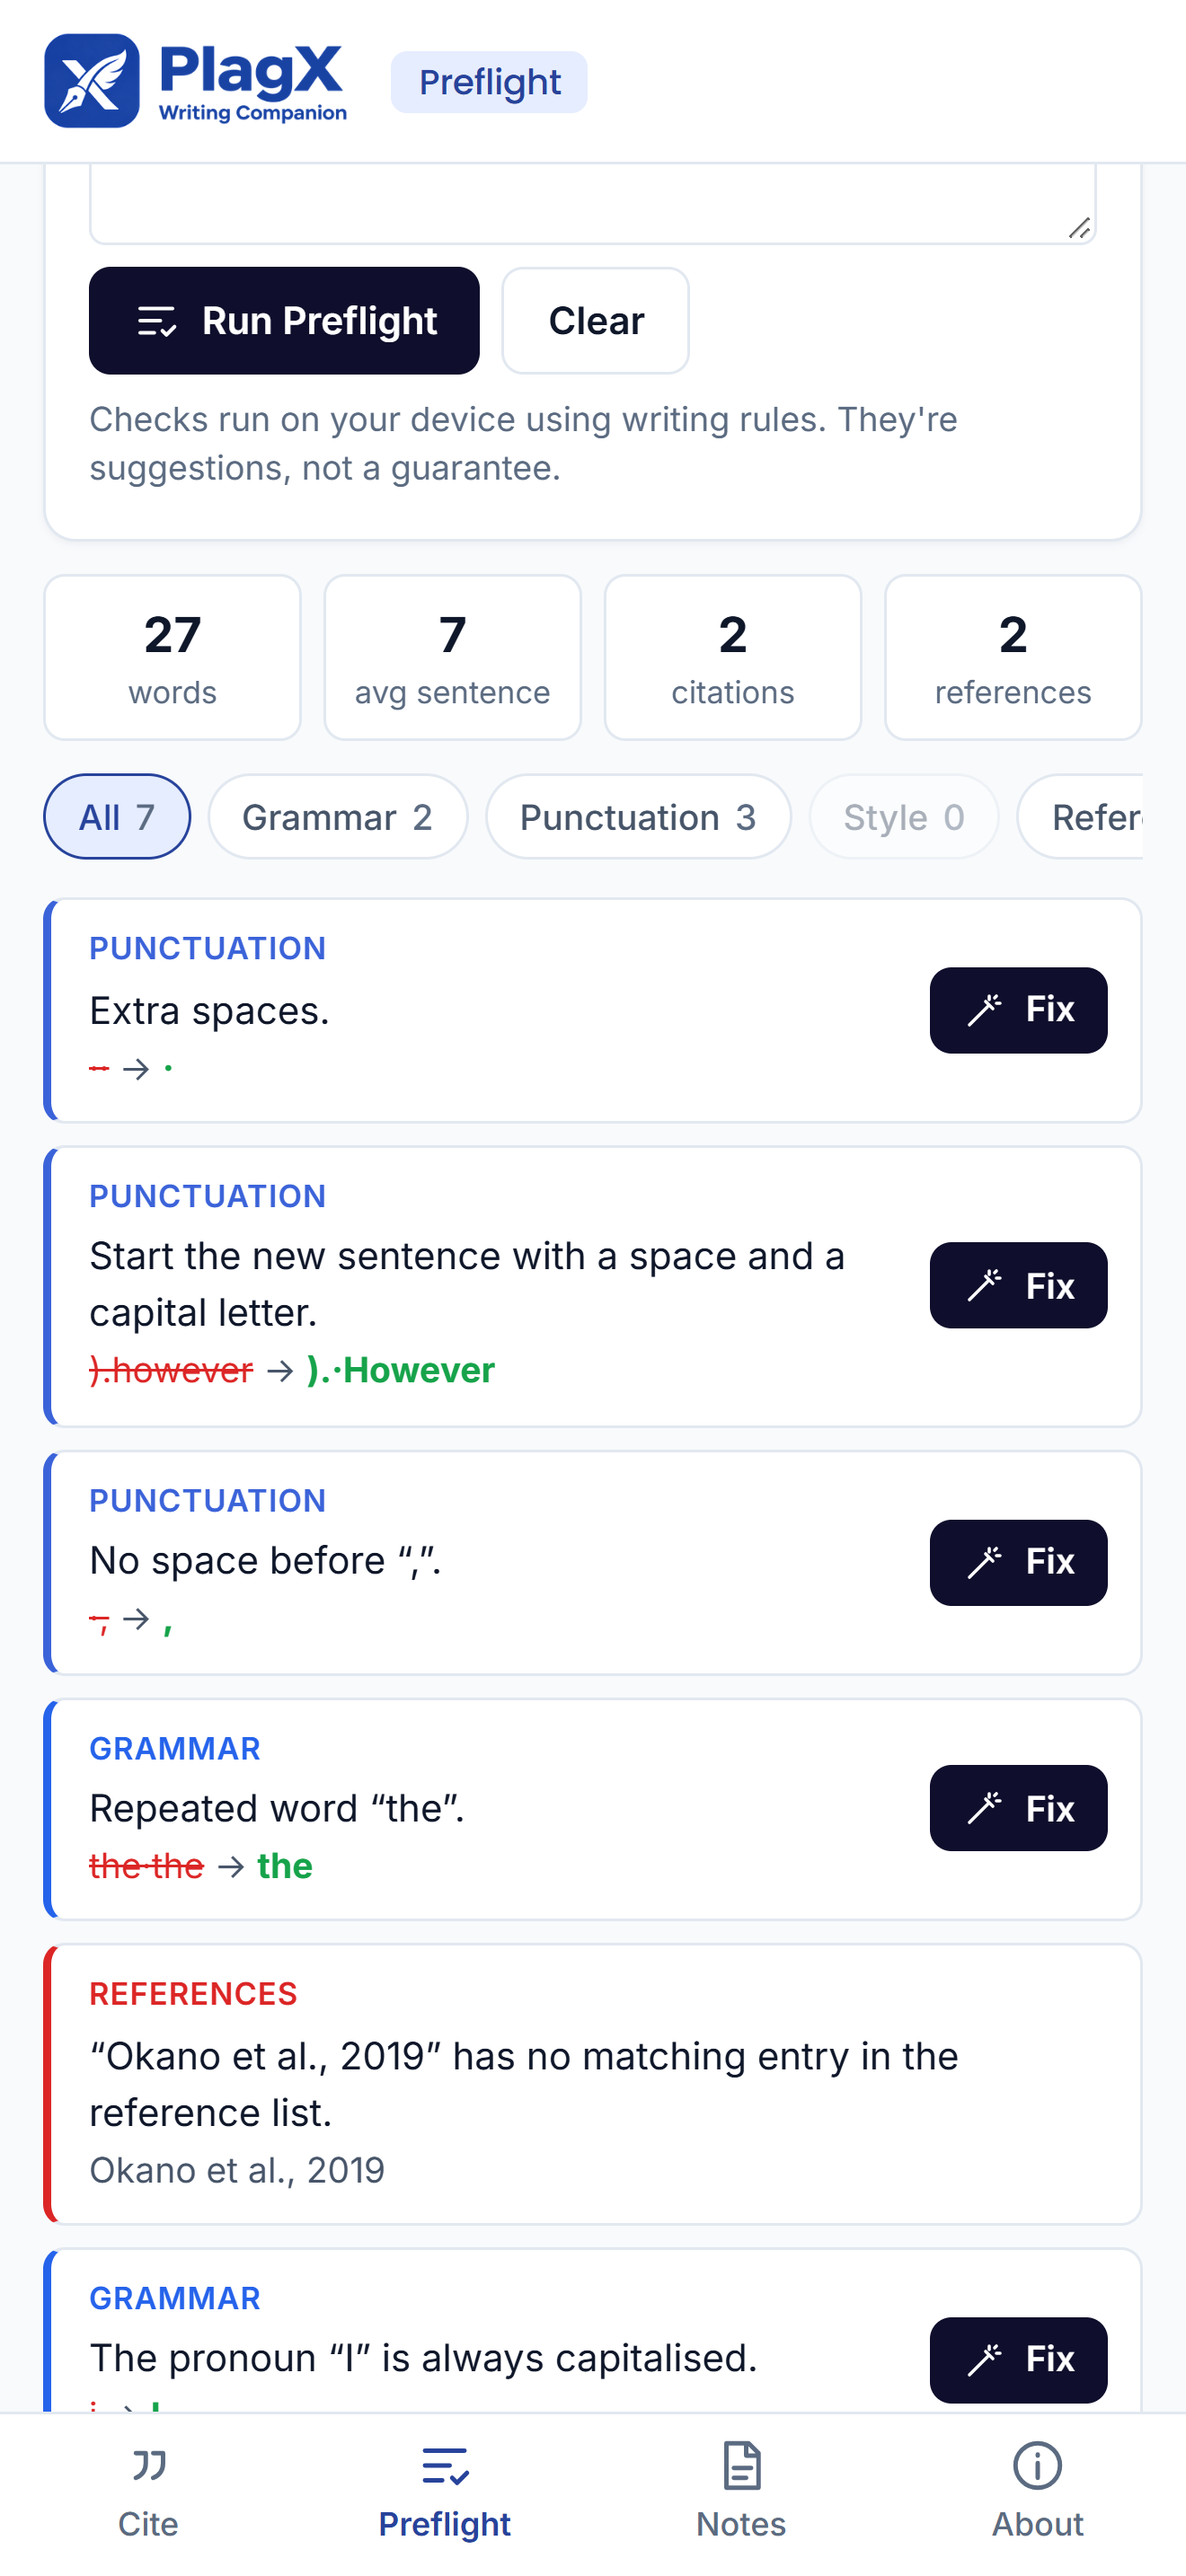 PlagX
Writing Companion
Preflight
Run Preflight
Clear
Checks run on your device using writing rules. They're
suggestions, not a guarantee.
27
words
7
avg sentence
2
citations
2
references
All 7
Grammar 2
Punctuation 3
Style 0
PUNCTUATION
Extra spaces.
·· → ·
Fix
PUNCTUATION
Start the new sentence with a space and a
capital letter.
).however → ).·However
Fix
PUNCTUATION
No space before “,”.
·, → ,
Fix
GRAMMAR
Repeated word “the”.
the·the → the
Fix
REFERENCES
“Okano et al., 2019” has no matching entry in the
reference list.
Okano et al., 2019
GRAMMAR
The pronoun “I” is always capitalised.
Fix
Cite
Preflight
Notes
About